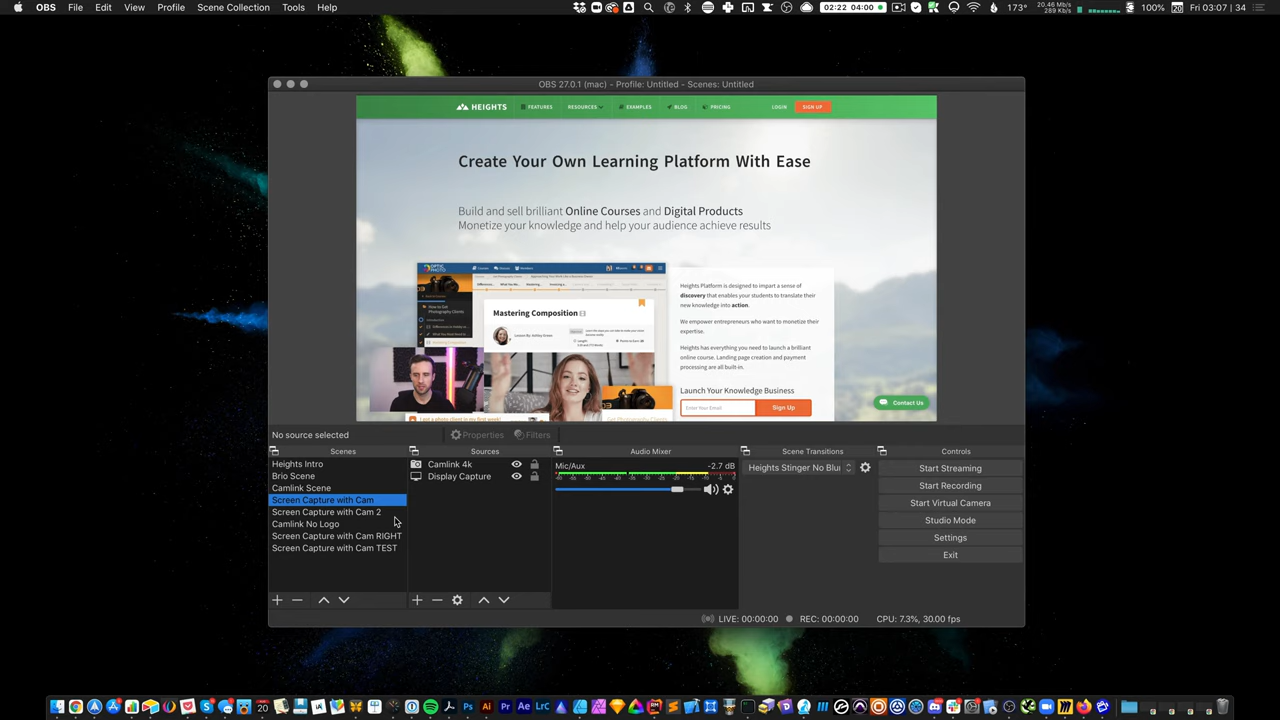 OBS File Edit View Profile Scene Collection Tools Help
02:22 04:00
173°
20.46 Mb/s
289 Kb/s
100%
Fri 03:07 | 34
OBS 27.0.1 (mac) - Profile: Untitled - Scenes: Untitled
HEIGHTS FEATURES RESOURCES EXAMPLES BLOG PRICING LOGIN SIGN UP
Create Your Own Learning Platform With Ease
Build and sell brilliant Online Courses and Digital Products
Monetize your knowledge and help your audience achieve results
Mastering Composition
Heights Platform is designed to impart a sense of
discovery that enables your students to translate their
new knowledge into action.
We empower entrepreneurs who want to monetize their
expertise.
Heights has everything you need to launch a brilliant
online course. Landing page creation and payment
processing are all built-in.
Launch Your Knowledge Business
Enter Your Email Sign Up
Contact Us
No source selected Properties Filters
Scenes Sources Audio Mixer Scene Transitions Controls
Heights Intro
Brio Scene
Camlink Scene
Screen Capture with Cam
Screen Capture with Cam 2
Camlink No Logo
Screen Capture with Cam RIGHT
Screen Capture with Cam TEST
Camlink 4k
Display Capture
Mic/Aux -2.7 dB
Heights Stinger No Blur
Start Streaming
Start Recording
Start Virtual Camera
Studio Mode
Settings
Exit
LIVE: 00:00:00 REC: 00:00:00 CPU: 7.3%, 30.00 fps